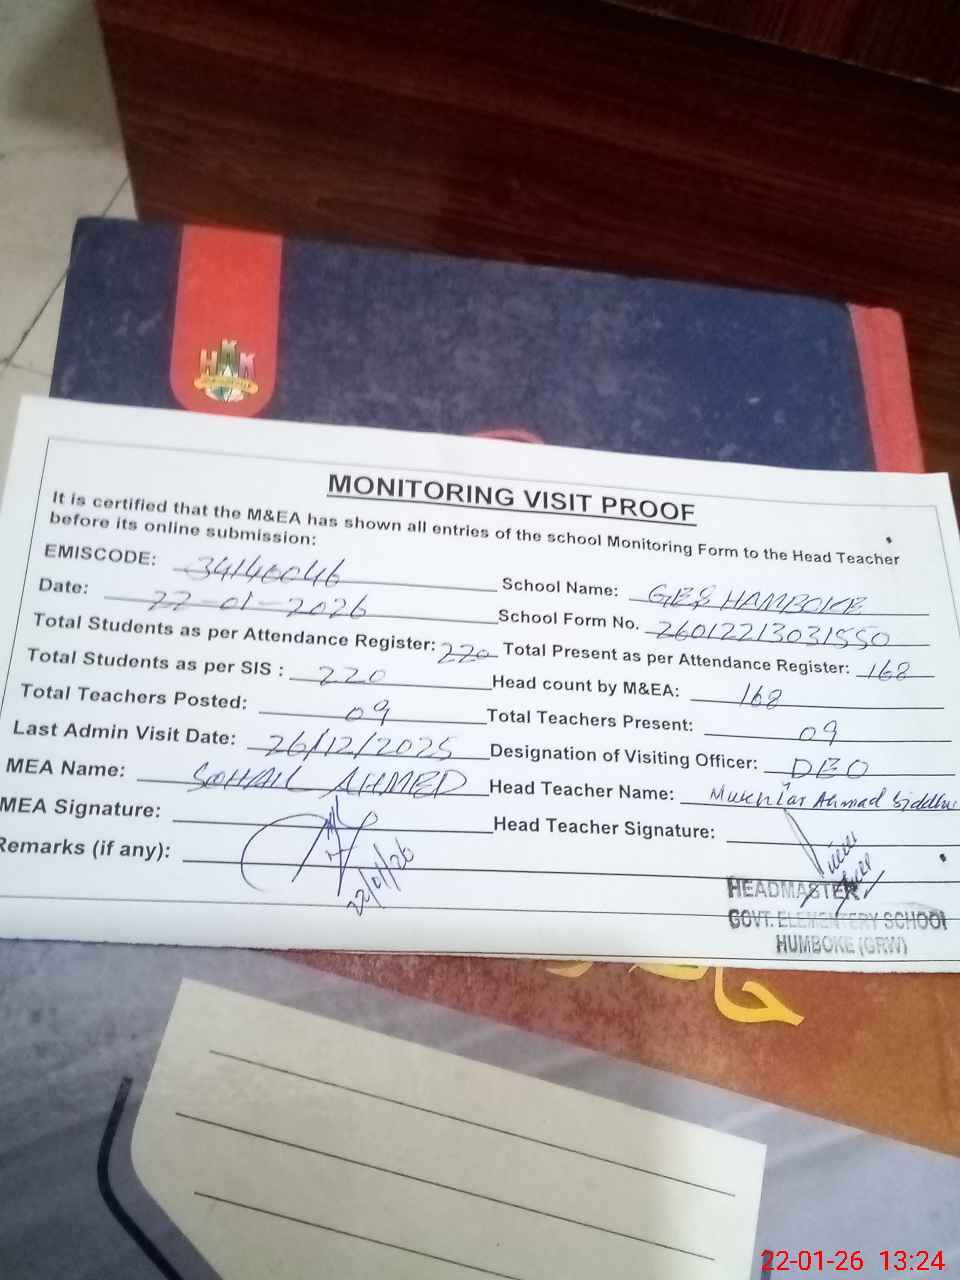 HKK
MONITORING VISIT PROOF
It is certified that the M&EA has shown all entries of the school Monitoring Form to the Head Teacher
before its online submission:
EMISCODE: 34140046 School Name: GES HAMBOKE
Date: 22-01-2026 School Form No. 26012213031550
Total Students as per Attendance Register: 220 Total Present as per Attendance Register: 168
Total Students as per SIS : 220 Head count by M&EA: 168
Total Teachers Posted: 09 Total Teachers Present: 09
Last Admin Visit Date: 26/12/2025 Designation of Visiting Officer: DEO
MEA Name: SOHAIL AHMED Head Teacher Name: Mukhtar Ahmad Siddhu
MEA Signature: Head Teacher Signature:
Remarks (if any): 22/01/26
HEADMASTER
GOVT. ELEMENTERY SCHOOL
HUMBOKE (GRW)
22-01-26 13:24